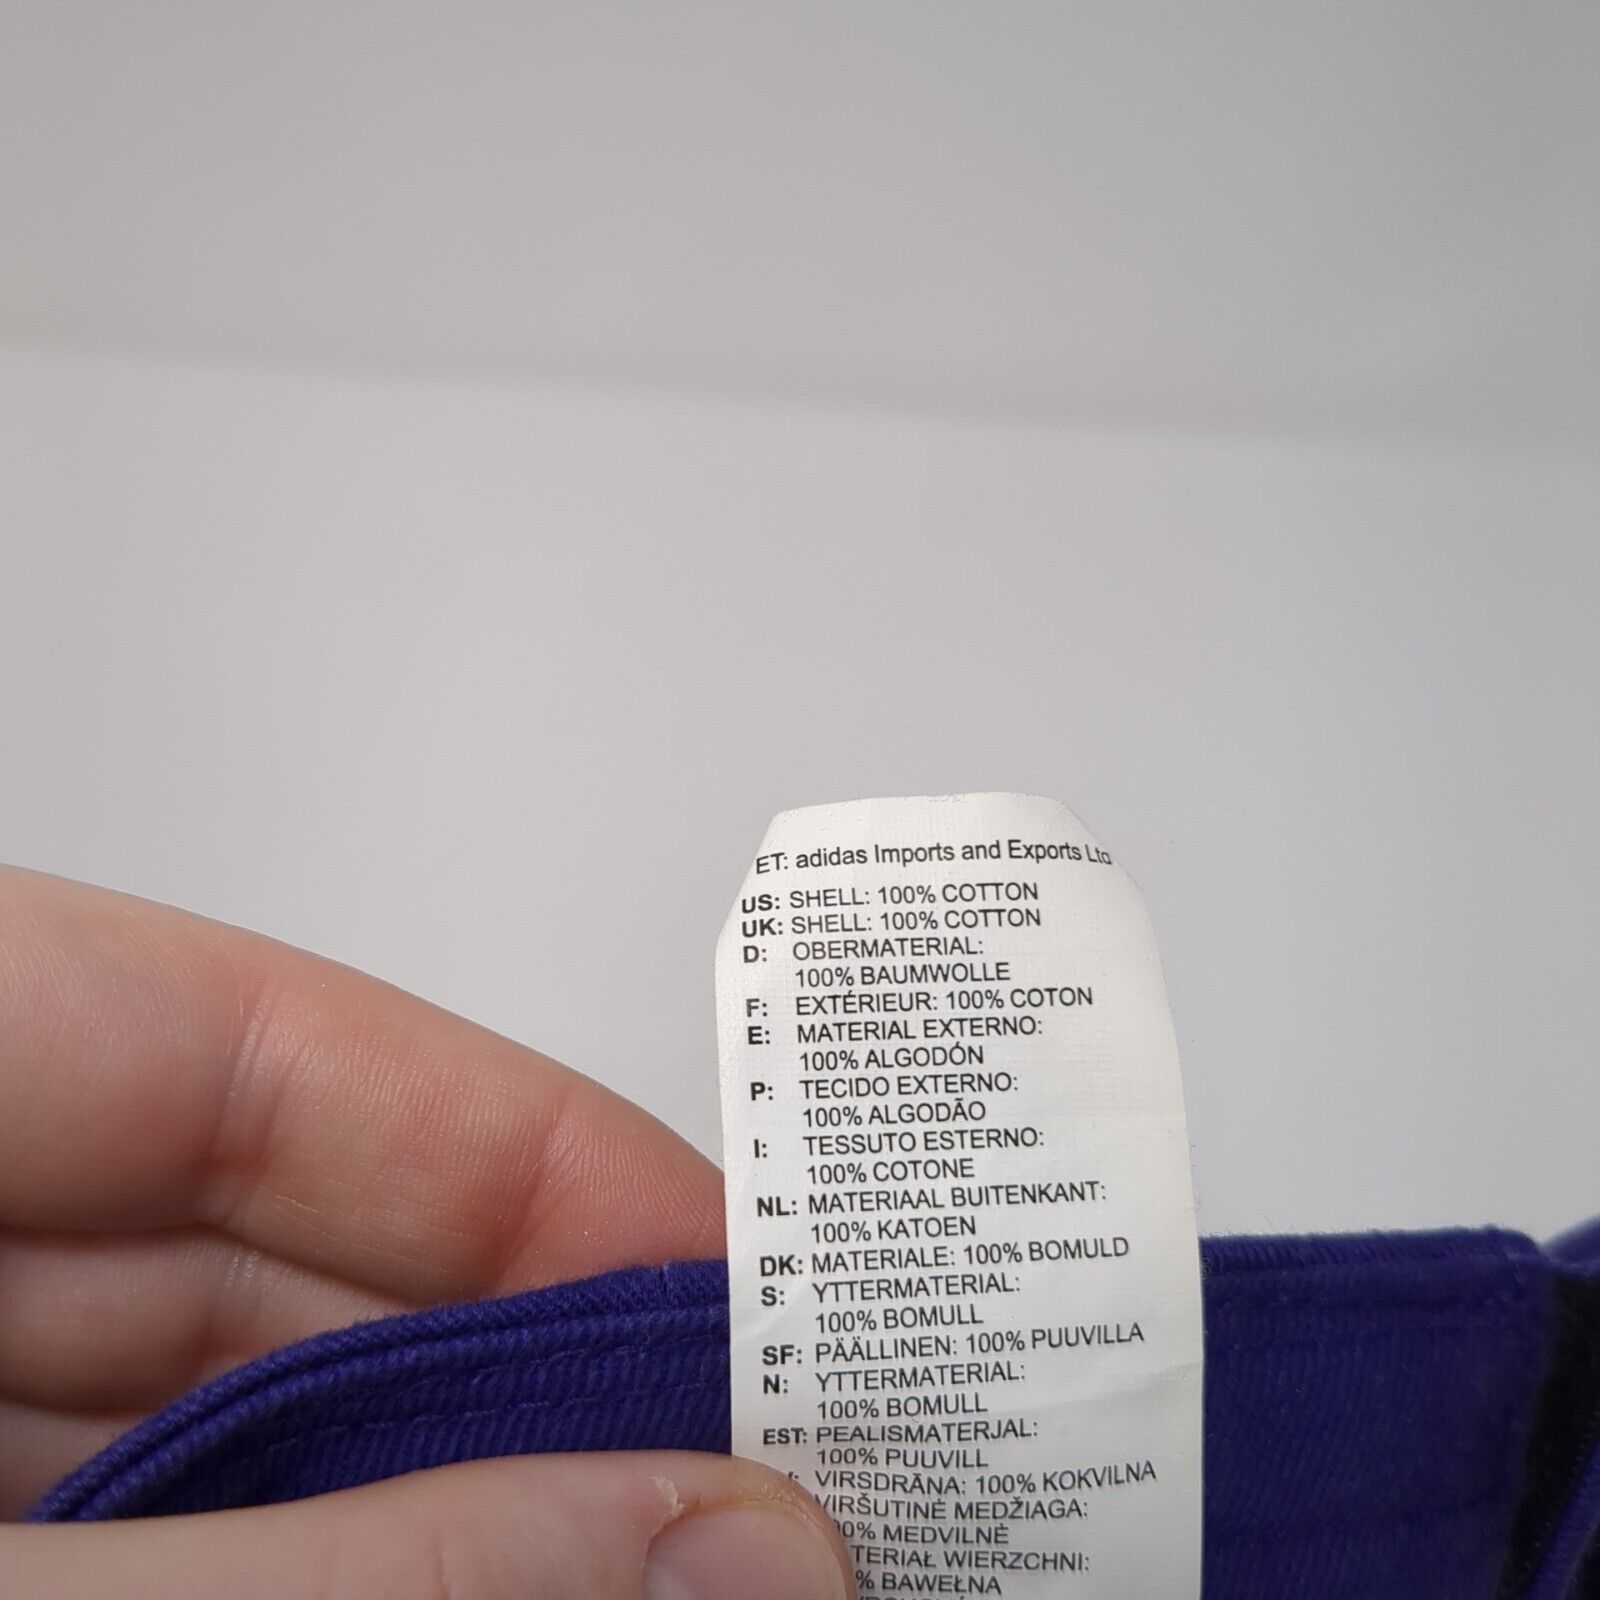 ET: adidas Imports and Exports Ltd
US: SHELL: 100% COTTON
UK: SHELL: 100% COTTON
D: OBERMATERIAL:
100% BAUMWOLLE
F: EXTÉRIEUR: 100% COTON
E: MATERIAL EXTERNO:
100% ALGODÓN
P: TECIDO EXTERNO:
100% ALGODÃO
I: TESSUTO ESTERNO:
100% COTONE
NL: MATERIAAL BUITENKANT:
100% KATOEN
DK: MATERIALE: 100% BOMULD
S: YTTERMATERIAL:
100% BOMULL
SF: PÄÄLLINEN: 100% PUUVILLA
N: YTTERMATERIAL:
100% BOMULL
EST: PEALISMATERJAL:
100% PUUVILL
VIRSDRĀNA: 100% KOKVILNA
VIRŠUTINĖ MEDŽIAGA:
00% MEDVILNĖ
TERIAŁ WIERZCHNI:
% BAWEŁNA